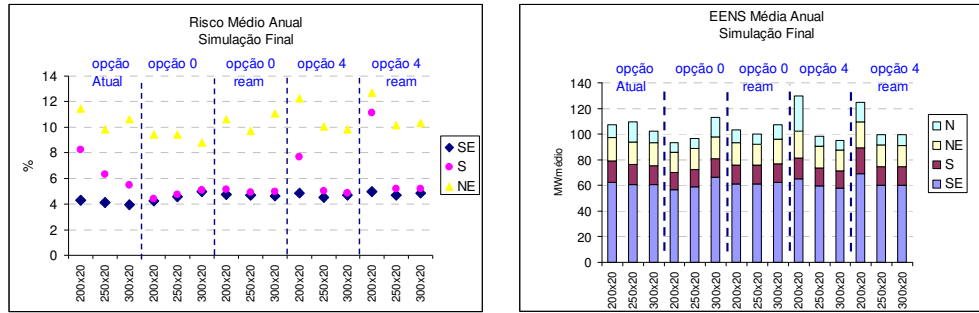 Risco Médio Anual
Simulação Final
opção Atual
opção 0
opção 0 ream
opção 4
opção 4 ream
14
12
10
8
6
4
2
0
%
200x20 250x20 300x20 200x20 250x20 300x20 200x20 250x20 300x20 200x20 250x20 300x20 200x20 250x20 300x20
SE
S
NE
EENS Média Anual
Simulação Final
opção Atual
opção 0
opção 0 ream
opção 4
opção 4 ream
140
120
100
80
60
40
20
0
MWmédio
200x20 250x20 300x20 200x20 250x20 300x20 200x20 250x20 300x20 200x20 250x20 300x20 200x20 250x20 300x20
N
NE
S
SE